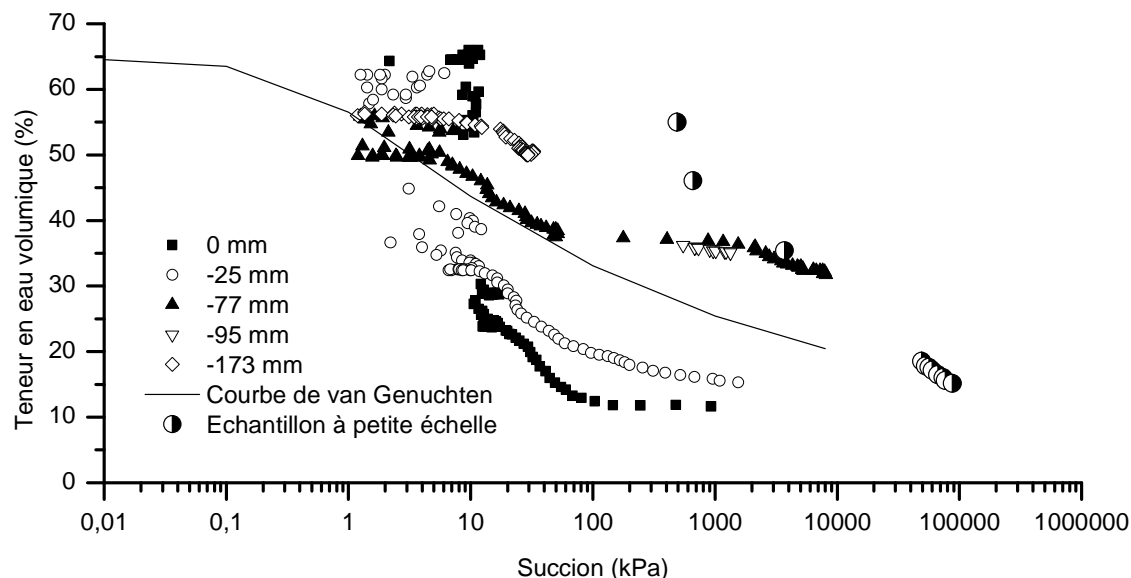 70
60
50
40
30
20
10
0
Teneur en eau volumique (%)
0 mm
-25 mm
-77 mm
-95 mm
-173 mm
Courbe de van Genuchten
Echantillon à petite échelle
0,01 0,1 1 10 100 1000 10000 100000 1000000
Succion (kPa)